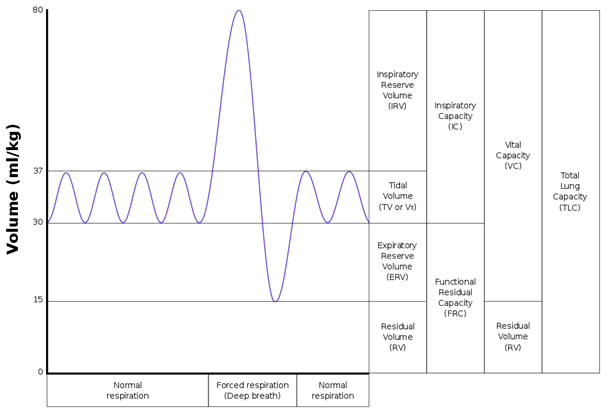 80
37
30
15
0
Volume (ml/kg)
Normal
respiration
Forced respiration
(Deep breath)
Normal
respiration
Inspiratory
Reserve
Volume
(IRV)
Tidal
Volume
(TV or VT)
Expiratory
Reserve
Volume
(ERV)
Residual
Volume
(RV)
Inspiratory
Capacity
(IC)
Functional
Residual
Capacity
(FRC)
Vital
Capacity
(VC)
Residual
Volume
(RV)
Total
Lung
Capacity
(TLC)